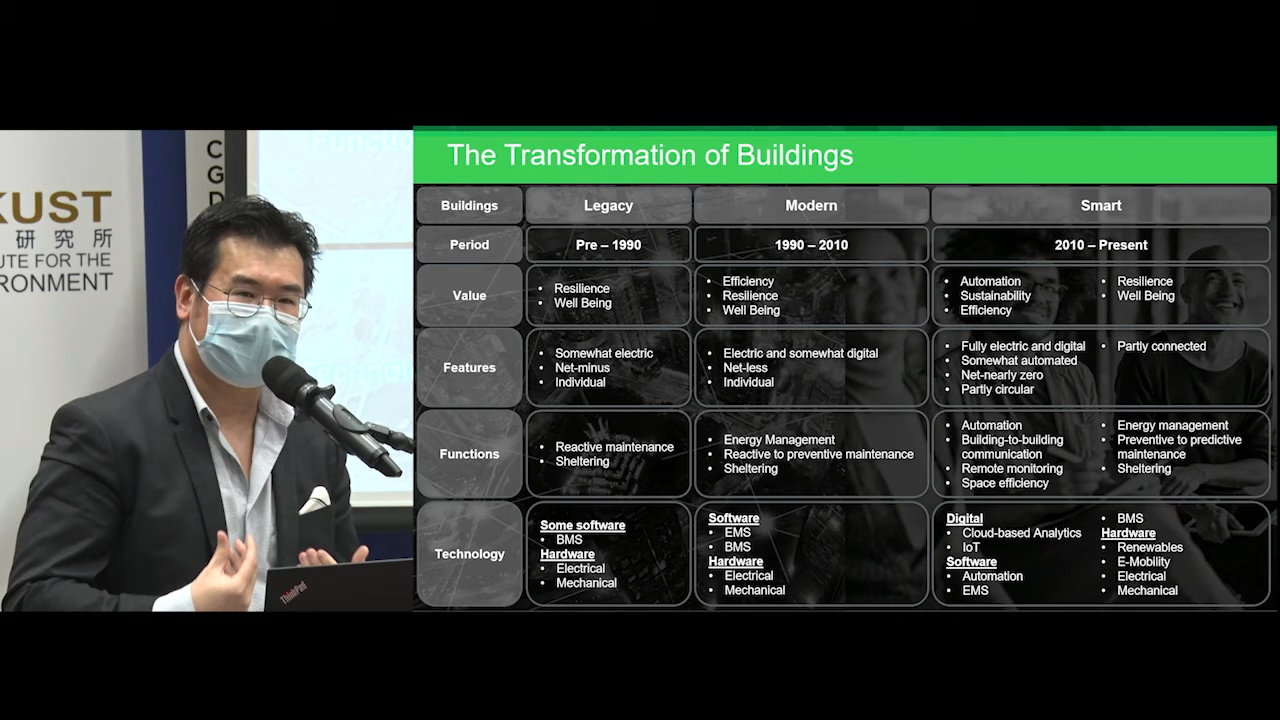 KUST
研究所
UTE FOR THE
RONMENT
C
G
D
ThinkPad
The Transformation of Buildings
Buildings
Legacy
Modern
Smart
Period
Pre – 1990
1990 – 2010
2010 – Present
Value
• Resilience
• Well Being
• Efficiency
• Resilience
• Well Being
• Automation
• Sustainability
• Efficiency
• Resilience
• Well Being
Features
• Somewhat electric
• Net-minus
• Individual
• Electric and somewhat digital
• Net-less
• Individual
• Fully electric and digital
• Somewhat automated
• Net-nearly zero
• Partly circular
• Partly connected
Functions
• Reactive maintenance
• Sheltering
• Energy Management
• Reactive to preventive maintenance
• Sheltering
• Automation
• Building-to-building
communication
• Remote monitoring
• Space efficiency
• Energy management
• Preventive to predictive
maintenance
• Sheltering
Technology
Some software
• BMS
Hardware
• Electrical
• Mechanical
Software
• EMS
• BMS
Hardware
• Electrical
• Mechanical
Digital
• Cloud-based Analytics
• IoT
Software
• Automation
• EMS
• BMS
Hardware
• Renewables
• E-Mobility
• Electrical
• Mechanical